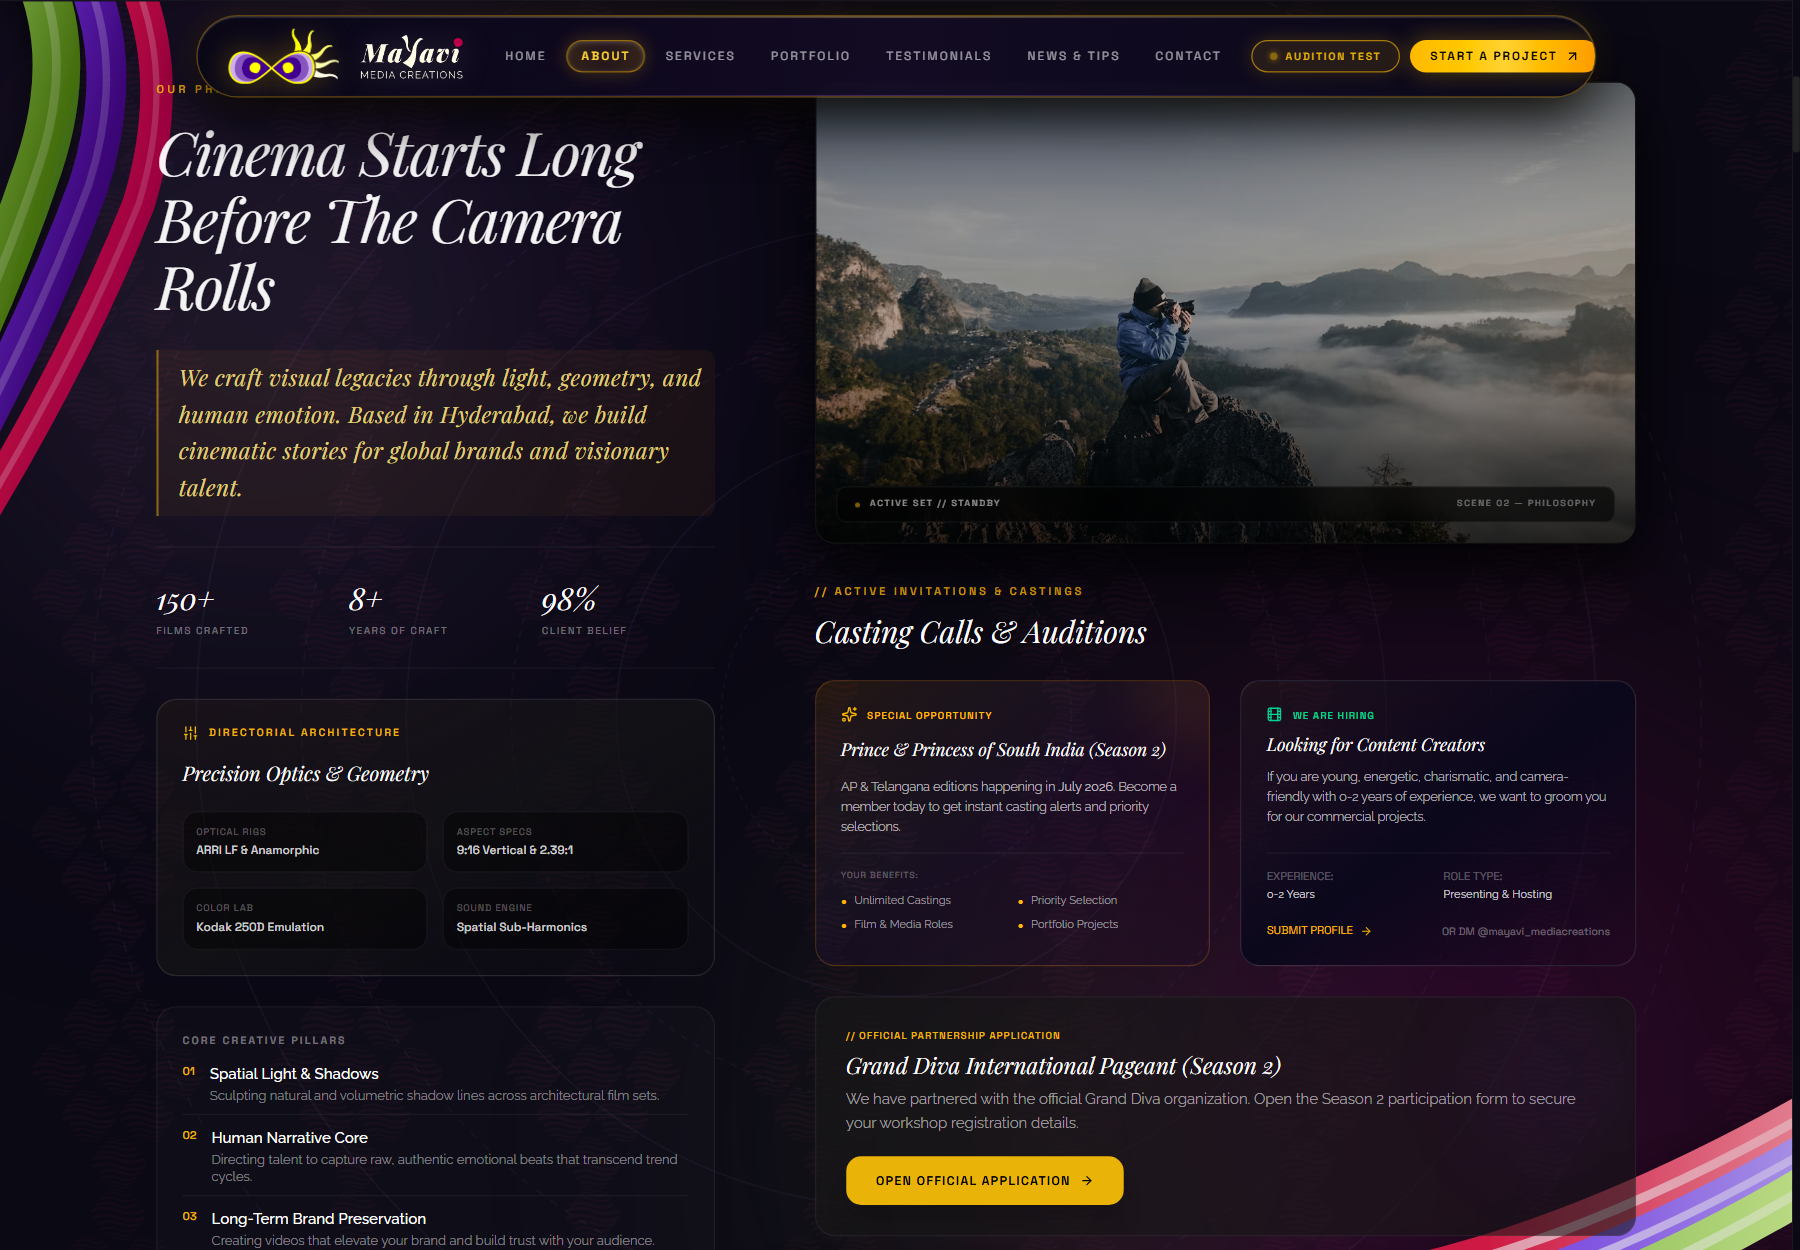 MaYavi
MEDIA CREATIONS
HOME
ABOUT
SERVICES
PORTFOLIO
TESTIMONIALS
NEWS & TIPS
CONTACT
AUDITION TEST
START A PROJECT
OUR
Cinema Starts Long
Before The Camera
Rolls
We craft visual legacies through light, geometry, and
human emotion. Based in Hyderabad, we build
cinematic stories for global brands and visionary
talent.
150+
FILMS CRAFTED
8+
YEARS OF CRAFT
98%
CLIENT BELIEF
DIRECTORIAL ARCHITECTURE
Precision Optics & Geometry
OPTICAL RIGS
ARRI LF & Anamorphic
ASPECT SPECS
9:16 Vertical & 2.39:1
COLOR LAB
Kodak 250D Emulation
SOUND ENGINE
Spatial Sub-Harmonics
CORE CREATIVE PILLARS
01 Spatial Light & Shadows
Sculpting natural and volumetric shadow lines across architectural film sets.
02 Human Narrative Core
Directing talent to capture raw, authentic emotional beats that transcend trend
cycles.
03 Long-Term Brand Preservation
Creating videos that elevate your brand and build trust with your audience.
ACTIVE SET // STANDBY
SCENE 02 — PHILOSOPHY
// ACTIVE INVITATIONS & CASTINGS
Casting Calls & Auditions
SPECIAL OPPORTUNITY
Prince & Princess of South India (Season 2)
AP & Telangana editions happening in July 2026. Become a
member today to get instant casting alerts and priority
selections.
YOUR BENEFITS:
Unlimited Castings
Priority Selection
Film & Media Roles
Portfolio Projects
WE ARE HIRING
Looking for Content Creators
If you are young, energetic, charismatic, and camera-
friendly with 0-2 years of experience, we want to groom you
for our commercial projects.
EXPERIENCE:
0-2 Years
ROLE TYPE:
Presenting & Hosting
SUBMIT PROFILE →
OR DM @mayavi_mediacreations
// OFFICIAL PARTNERSHIP APPLICATION
Grand Diva International Pageant (Season 2)
We have partnered with the official Grand Diva organization. Open the Season 2 participation form to secure
your workshop registration details.
OPEN OFFICIAL APPLICATION →